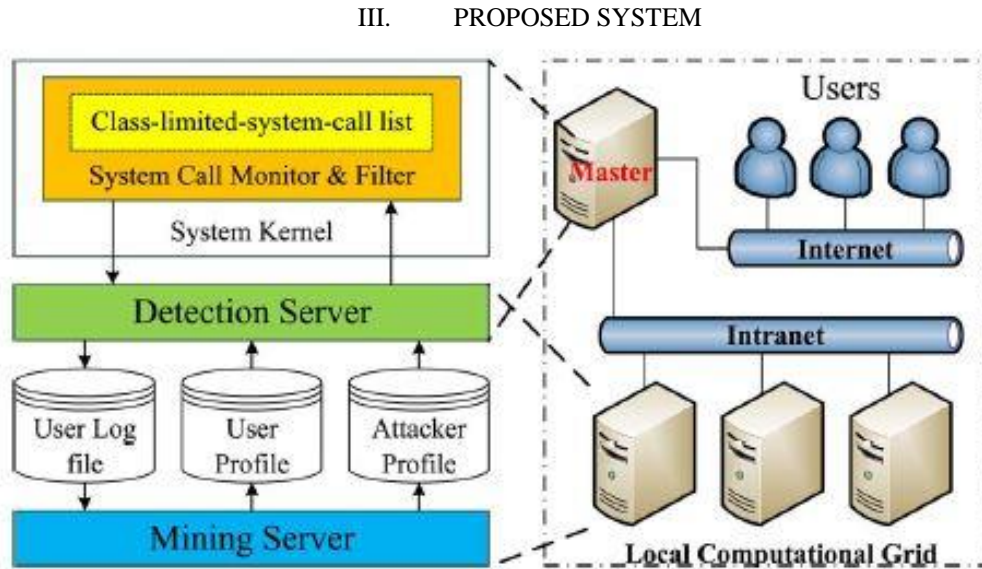 III. PROPOSED SYSTEM
Class-limited-system-call list
System Call Monitor & Filter
System Kernel
Detection Server
User Log
file
User
Profile
Attacker
Profile
Mining Server
Users
Master
Internet
Intranet
Local Computational Grid